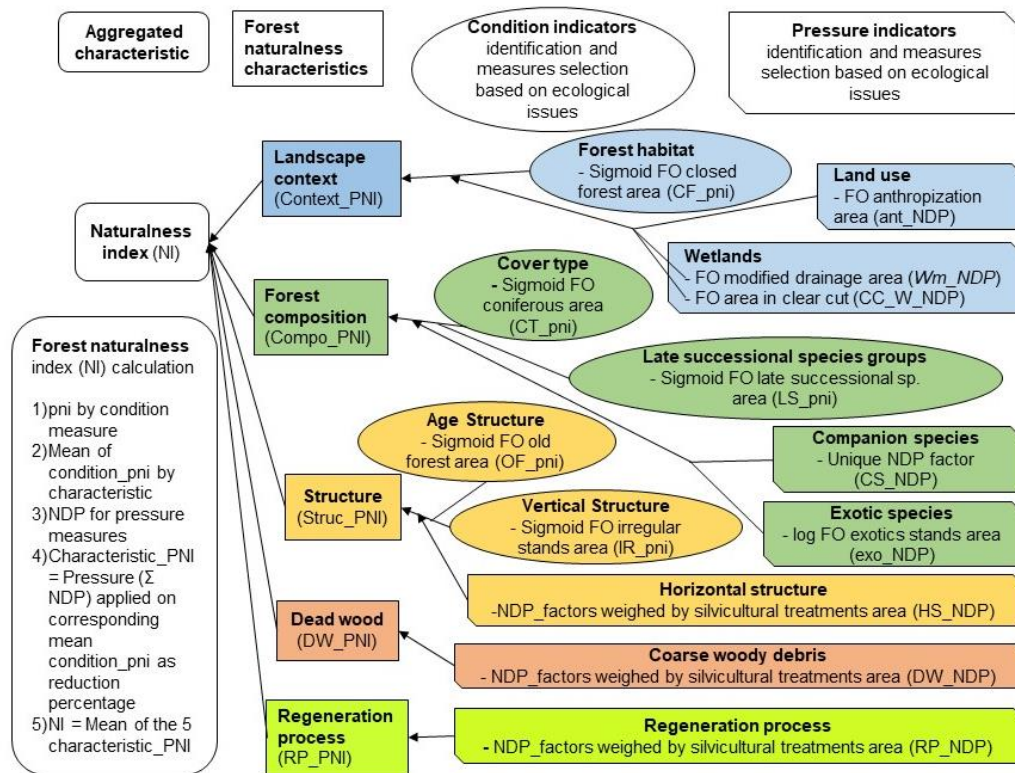 Aggregated
characteristic
Forest
naturalness
characteristics
Condition indicators
identification and
measures selection
based on ecological
issues
Pressure indicators
identification and measures
selection based on ecological
issues
Landscape
context
(Context_PNI)
Forest habitat
- Sigmoid FO closed
forest area (CF_pni)
Land use
- FO anthropization
area (ant_NDP)
Wetlands
- FO modified drainage area (Wm_NDP)
- FO area in clear cut (CC_W_NDP)
Naturalness
index (NI)
Forest
composition
(Compo_PNI)
Cover type
- Sigmoid FO
coniferous area
(CT_pni)
Late successional species groups
- Sigmoid FO late successional sp.
area (LS_pni)
Companion species
- Unique NDP factor
(CS_NDP)
Exotic species
- log FO exotics stands area
(exo_NDP)
Age Structure
- Sigmoid FO old
forest area (OF_pni)
Structure
(Struc_PNI)
Vertical Structure
- Sigmoid FO irregular
stands area (IR_pni)
Horizontal structure
-NDP_factors weighed by silvicultural treatments area (HS_NDP)
Dead wood
(DW_PNI)
Coarse woody debris
- NDP_factors weighed by silvicultural treatments area (DW_NDP)
Regeneration
process
(RP_PNI)
Regeneration process
- NDP_factors weighed by silvicultural treatments area (RP_NDP)
Forest naturalness
index (NI) calculation
1)pni by condition
measure
2)Mean of
condition_pni by
characteristic
3)NDP for pressure
measures
4)Characteristic_PNI
= Pressure (Σ
NDP) applied on
corresponding
mean
condition_pni as
reduction
percentage
5)NI = Mean of the 5
characteristic_PNI